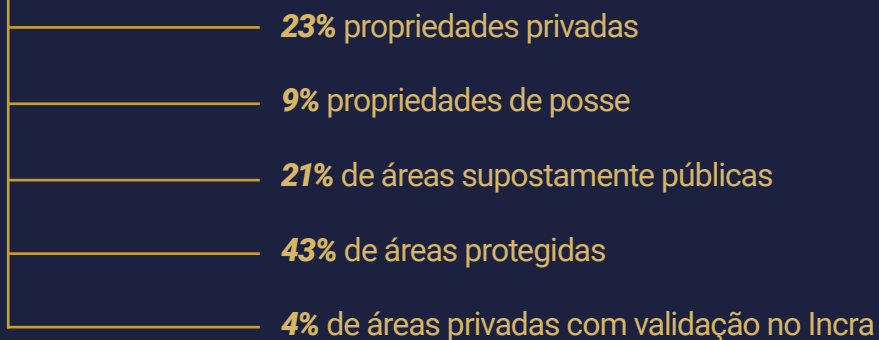 23% propriedades privadas
9% propriedades de posse
21% de áreas supostamente públicas
43% de áreas protegidas
4% de áreas privadas com validação no Incra